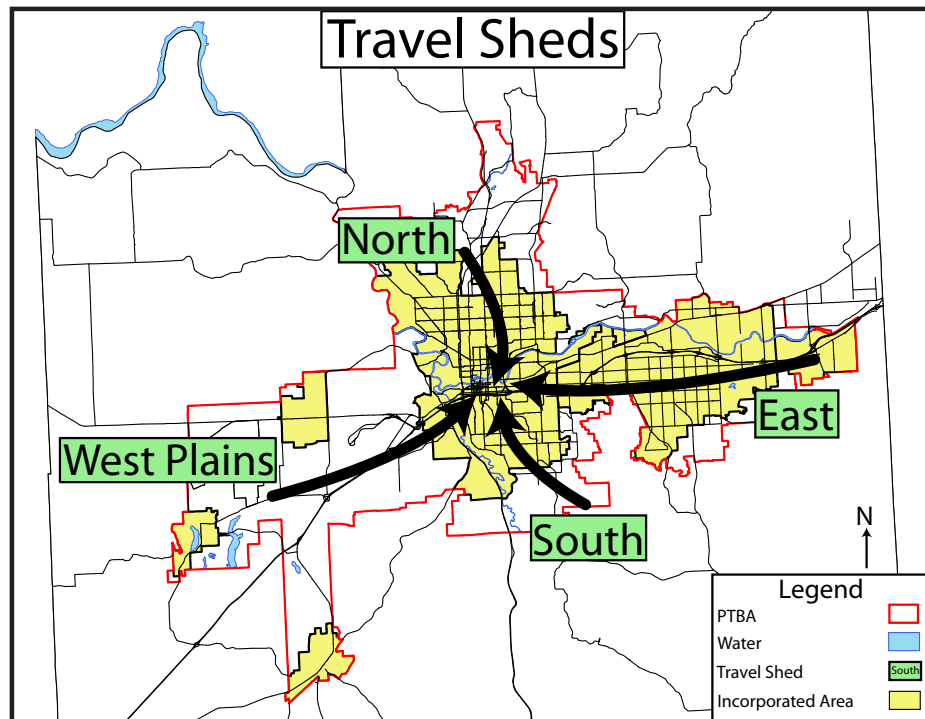 Travel Sheds
North
East
West Plains
South
N
Legend
PTBA
Water
Travel Shed
South
Incorporated Area